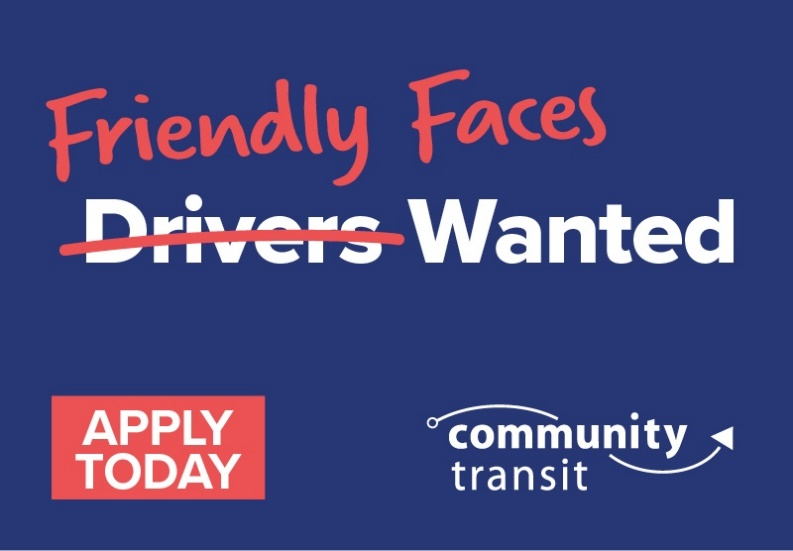 Friendly Faces
Drivers Wanted
APPLY
TODAY
community
transit